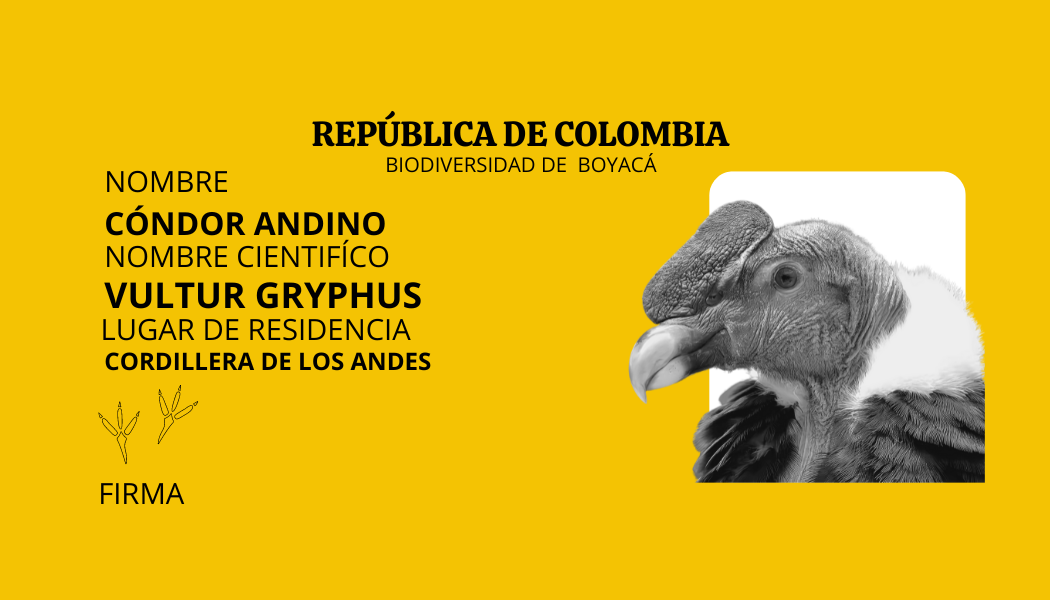 REPÚBLICA DE COLOMBIA
BIODIVERSIDAD DE BOYACÁ
NOMBRE
CÓNDOR ANDINO
NOMBRE CIENTIFÍCO
VULTUR GRYPHUS
LUGAR DE RESIDENCIA
CORDILLERA DE LOS ANDES
FIRMA